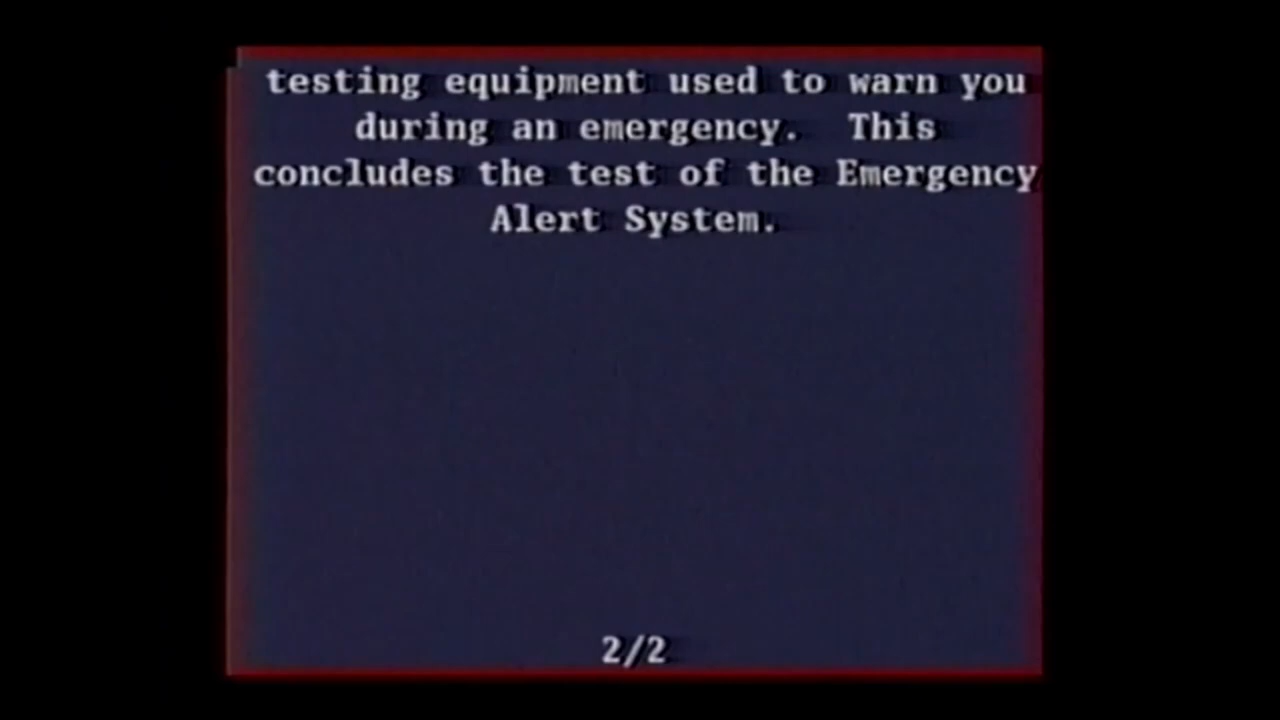 testing equipment used to warn you
during an emergency.  This
concludes the test of the Emergency
Alert System.
2/2